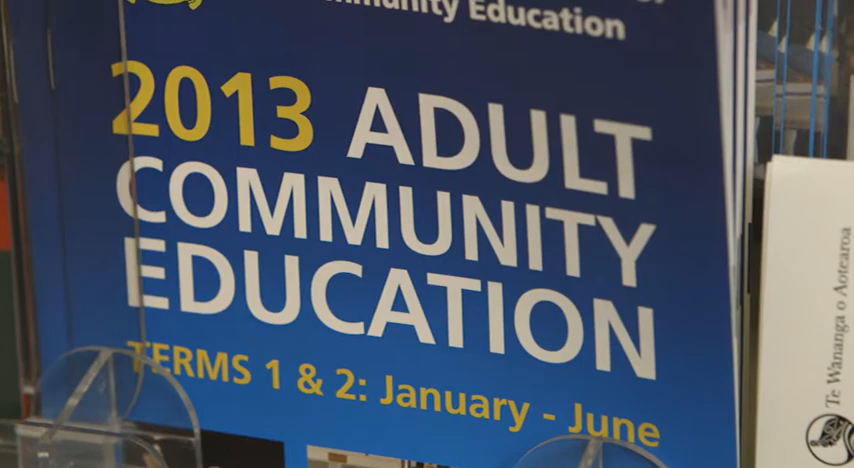 Community Education
2013 ADULT
COMMUNITY
EDUCATION
TERMS 1 & 2: January - June
Te Wānanga o Aotearoa